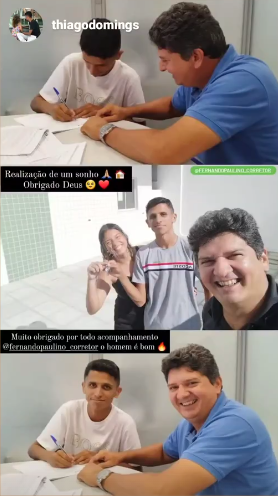 thiagodomings
Realização de um sonho 🙏🏽 🏠
Obrigado Deus 😢 ❤️
@FERNANDOPAULINO_CORRETOR
Muito obrigado por todo acompanhamento
@fernandopaulino_corretor o homem é bom 🔥